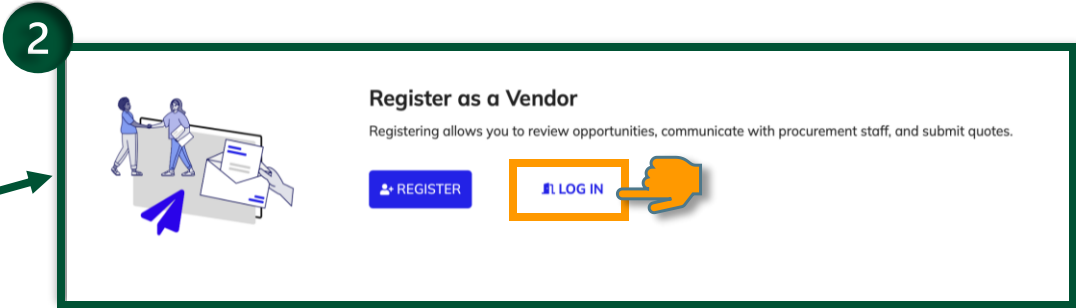 2
Register as a Vendor
Registering allows you to review opportunities, communicate with procurement staff, and submit quotes.
REGISTER
LOG IN